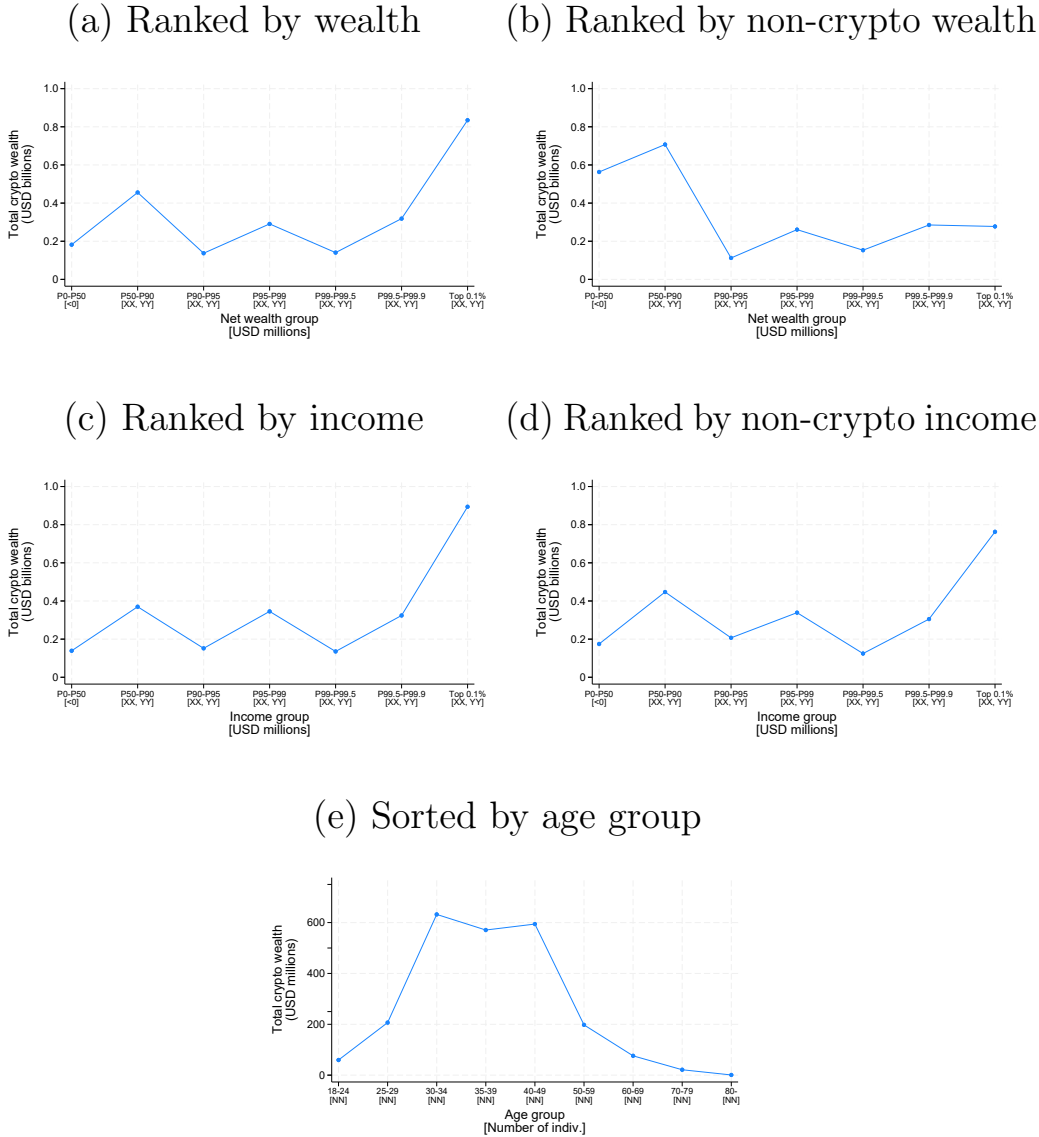 (a) Ranked by wealth
Total crypto wealth
(USD billions)
1.0
0.8
0.6
0.4
0.2
0
P0-P50 P50-P90 P90-P95 P95-P99 P99-P99.5 P99.5-P99.9 Top 0.1%
[<0] [XX, YY] [XX, YY] [XX, YY] [XX, YY] [XX, YY] [XX, YY]
Net wealth group
[USD millions]
(b) Ranked by non-crypto wealth
Total crypto wealth
(USD billions)
1.0
0.8
0.6
0.4
0.2
0
P0-P50 P50-P90 P90-P95 P95-P99 P99-P99.5 P99.5-P99.9 Top 0.1%
[<0] [XX, YY] [XX, YY] [XX, YY] [XX, YY] [XX, YY] [XX, YY]
Net wealth group
[USD millions]
(c) Ranked by income
Total crypto wealth
(USD billions)
1.0
0.8
0.6
0.4
0.2
0
P0-P50 P50-P90 P90-P95 P95-P99 P99-P99.5 P99.5-P99.9 Top 0.1%
[<0] [XX, YY] [XX, YY] [XX, YY] [XX, YY] [XX, YY] [XX, YY]
Income group
[USD millions]
(d) Ranked by non-crypto income
Total crypto wealth
(USD billions)
1.0
0.8
0.6
0.4
0.2
0
P0-P50 P50-P90 P90-P95 P95-P99 P99-P99.5 P99.5-P99.9 Top 0.1%
[<0] [XX, YY] [XX, YY] [XX, YY] [XX, YY] [XX, YY] [XX, YY]
Income group
[USD millions]
(e) Sorted by age group
Total crypto wealth
(USD millions)
600
400
200
0
18-24 25-29 30-34 35-39 40-49 50-59 60-69 70-79 80-
[NN] [NN] [NN] [NN] [NN] [NN] [NN] [NN] [NN]
Age group
[Number of indiv.]